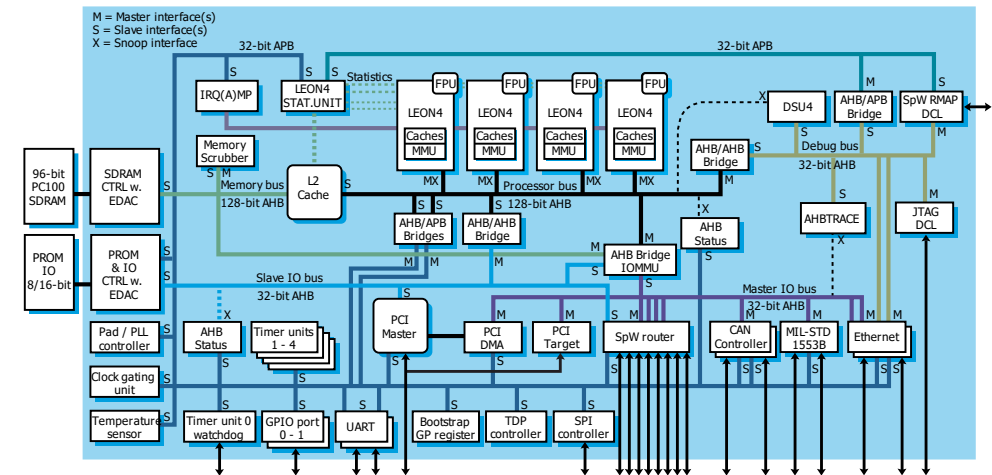 M = Master interface(s)
S = Slave interface(s)
X = Snoop interface
32-bit APB
32-bit APB
S
S
S
S
M
S
IRQ(A)MP
LEON4
STAT.UNIT
Statistics
FPU
LEON4
Caches
MMU
FPU
LEON4
Caches
MMU
FPU
LEON4
Caches
MMU
FPU
LEON4
Caches
MMU
X
DSU4
AHB/APB
Bridge
SpW RMAP
DCL
S
S
M
Debug bus
32-bit AHB
AHB/AHB
Bridge
S
M
Memory
Scrubber
S
M
96-bit
PC100
SDRAM
SDRAM
CTRL w.
EDAC
S
Memory bus
128-bit AHB
L2
Cache
S
MX
MX
MX
MX
Processor bus
128-bit AHB
S
S
S
AHB/APB
Bridges
M
M
AHB/AHB
Bridge
M
M
M
AHB Bridge
IOMMU
S
S
X
AHB
Status
S
S
AHBTRACE
X
M
JTAG
DCL
PROM
IO
8/16-bit
PROM
& IO
CTRL w.
EDAC
S
S
Slave IO bus
32-bit AHB
Master IO bus
32-bit AHB
Pad / PLL
controller
S
X
AHB
Status
S
Timer units
1 - 4
S
S
PCI
Master
S
M
PCI
DMA
S
M
PCI
Target
S
M
SpW router
S
M
CAN
Controller
S
S
M
MIL-STD
1553B
S
M
M
Ethernet
S
S
Clock gating
unit
S
Temperature
sensor
S
S
Timer unit 0
watchdog
S
GPIO port
0 - 1
S
S
UART
S
Bootstrap
GP register
S
TDP
controller
S
SPI
controller